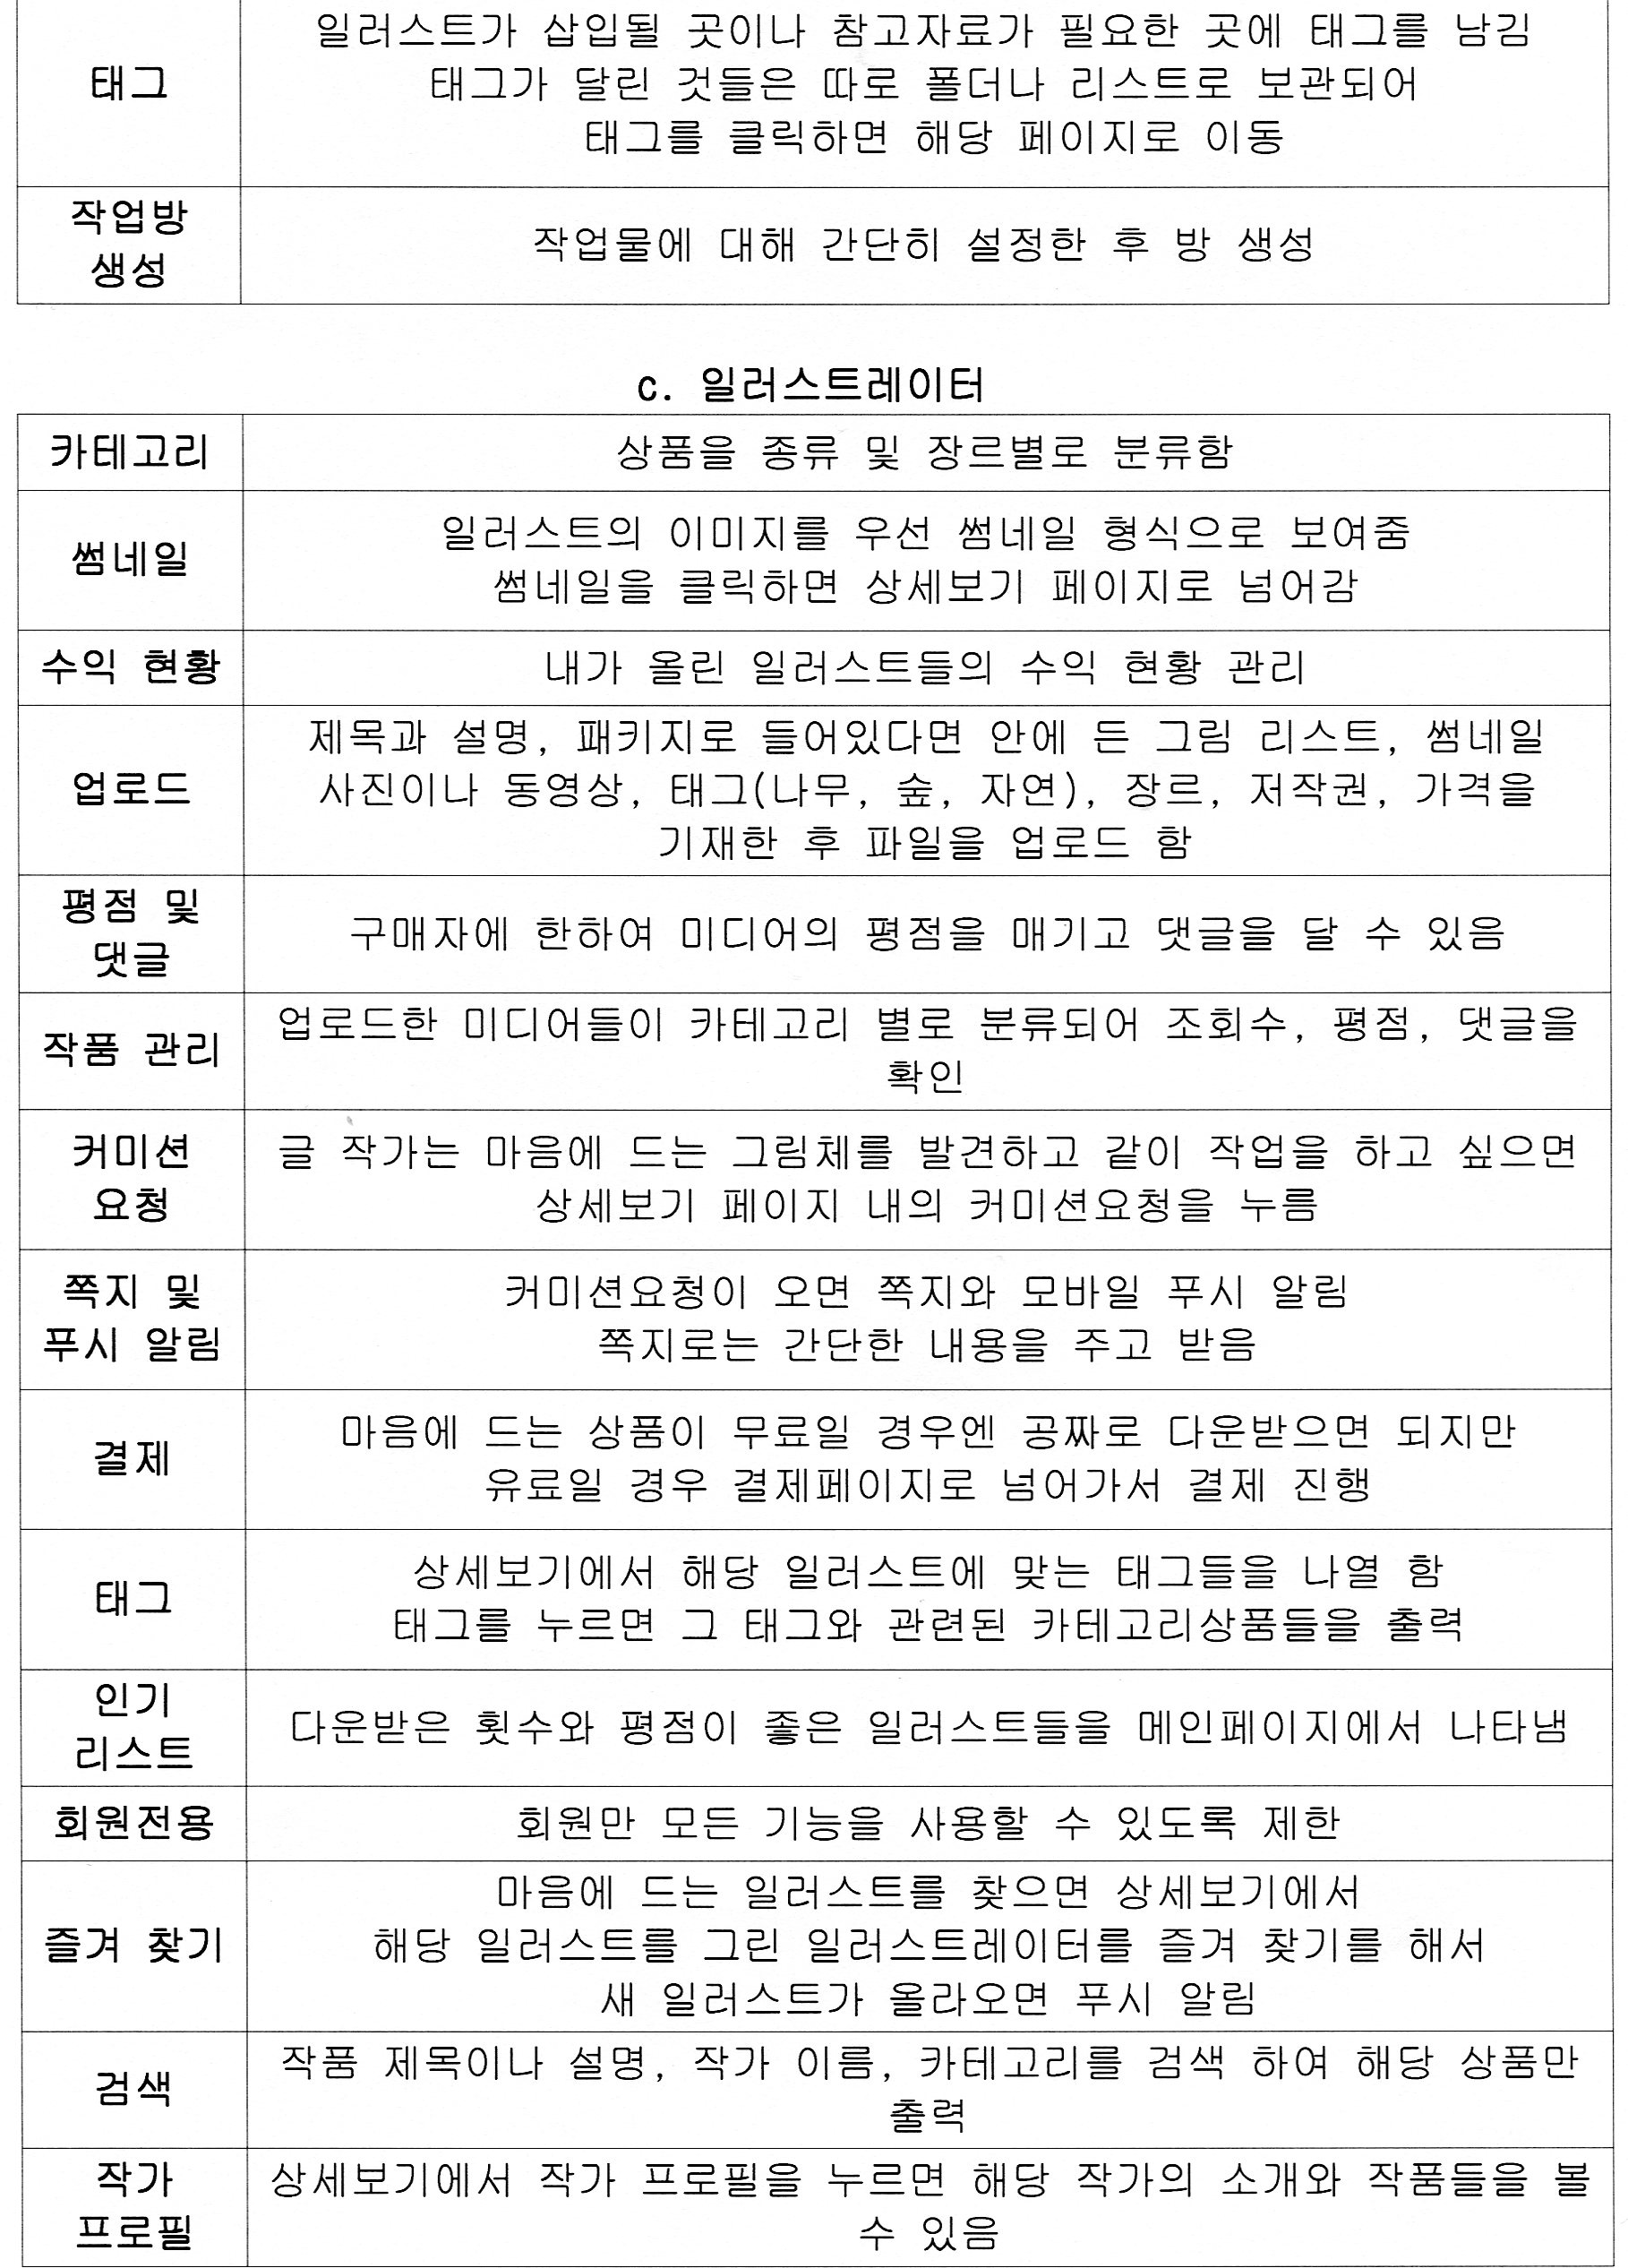 일러스트가 삽입될 곳이나 참고자료가 필요한 곳에 태그를 남김
태그
태그가 달린 것들은 따로 폴더나 리스트로 보관되어
태그를 클릭하면 해당 페이지로 이동
작업방
생성
작업물에 대해 간단히 설정한 후 방 생성
c. 일러스트레이터
카테고리
상품을 종류 및 장르별로 분류함
썸네일
일러스트의 이미지를 우선 썸네일 형식으로 보여줌
썸네일을 클릭하면 상세보기 페이지로 넘어감
수익 현황
내가 올린 일러스트들의 수익 현황 관리
업로드
제목과 설명, 패키지로 들어있다면 안에 든 그림 리스트, 썸네일
사진이나 동영상, 태그(나무, 숲, 자연), 장르, 저작권, 가격을
기재한 후 파일을 업로드 함
평점 및
댓글
구매자에 한하여 미디어의 평점을 매기고 댓글을 달 수 있음
작품 관리
업로드한 미디어들이 카테고리 별로 분류되어 조회수, 평점, 댓글을
확인
커미션
요청
글 작가는 마음에 드는 그림체를 발견하고 같이 작업을 하고 싶으면
상세보기 페이지 내의 커미션요청을 누름
쪽지 및
푸시 알림
커미션요청이 오면 쪽지와 모바일 푸시 알림
쪽지로는 간단한 내용을 주고 받음
결제
마음에 드는 상품이 무료일 경우엔 공짜로 다운받으면 되지만
유료일 경우 결제페이지로 넘어가서 결제 진행
태그
상세보기에서 해당 일러스트에 맞는 태그들을 나열 함
태그를 누르면 그 태그와 관련된 카테고리상품들을 출력
인기
리스트
다운받은 횟수와 평점이 좋은 일러스트들을 메인페이지에서 나타냄
회원전용
회원만 모든 기능을 사용할 수 있도록 제한
즐겨 찾기
마음에 드는 일러스트를 찾으면 상세보기에서
해당 일러스트를 그린 일러스트레이터를 즐겨 찾기를 해서
새 일러스트가 올라오면 푸시 알림
검색
작품 제목이나 설명, 작가 이름, 카테고리를 검색 하여 해당 상품만
출력
작가
프로필
상세보기에서 작가 프로필을 누르면 해당 작가의 소개와 작품들을 볼
수 있음